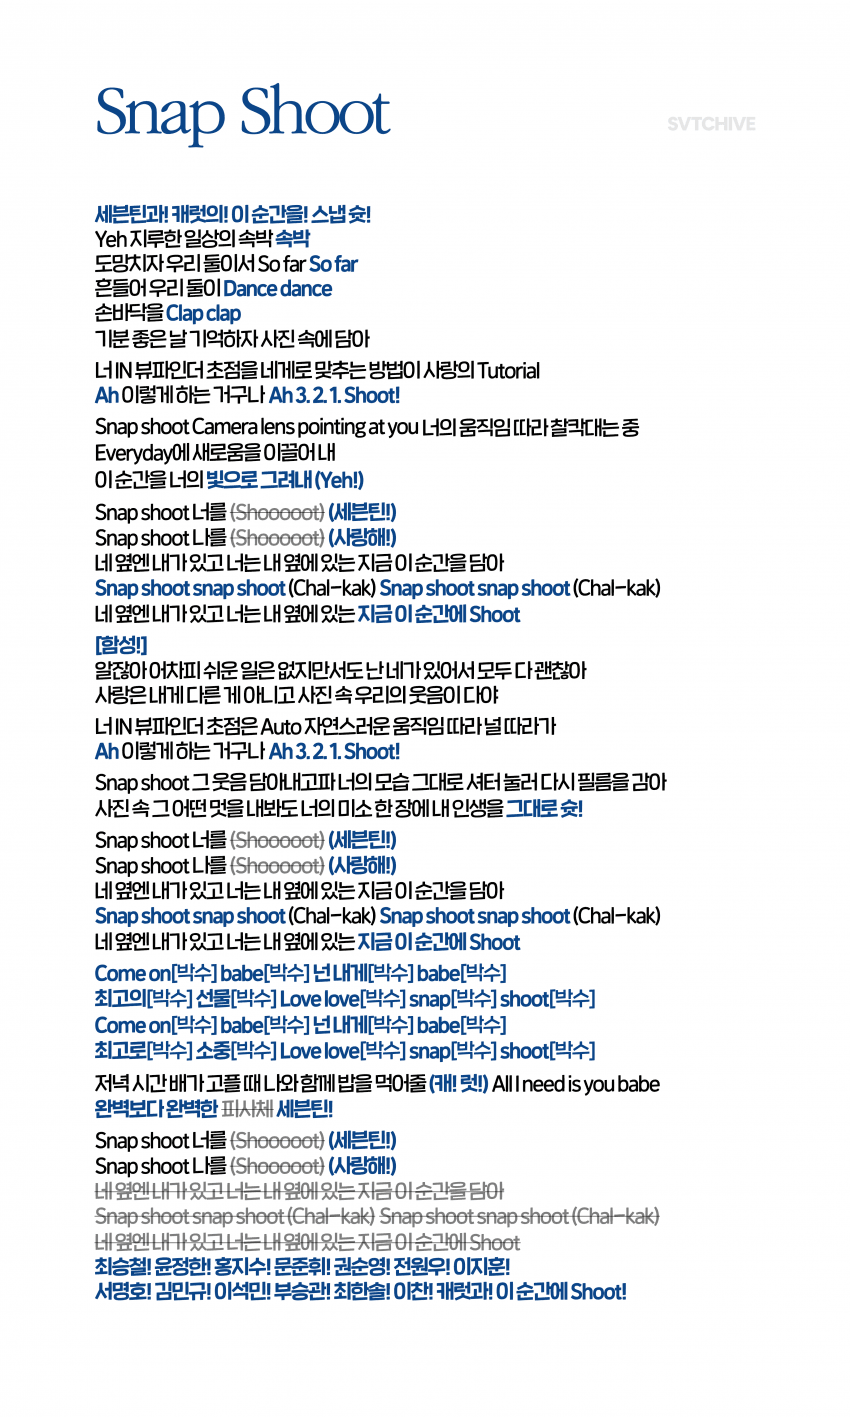 Snap Shoot
SVTCHIVE
세븐틴과! 캐럿의! 이 순간을! 스냅 슛!
Yeh 지루한 일상의 속박 속박
도망치자 우리 둘이서 So far So far
흔들어 우리 둘이 Dance dance
손바닥을 Clap clap
기분 좋은 날 기억하자 사진 속에 담아
너 IN 뷰파인더 초점을 네게로 맞추는 방법이 사랑의 Tutorial
Ah 이렇게 하는 거구나 Ah 3. 2. 1. Shoot!
Snap shoot Camera lens pointing at you 너의 움직임 따라 찰칵대는 중
Everyday에 새로움을 이끌어 내
이 순간을 너의 빛으로 그려내 (Yeh!)
Snap shoot 너를 (Shooooot) (세븐틴!)
Snap shoot 나를 (Shooooot) (사랑해!)
네 옆엔 내가 있고 너는 내 옆에 있는 지금 이 순간을 담아
Snap shoot snap shoot (Chal-kak) Snap shoot snap shoot (Chal-kak)
네 옆엔 내가 있고 너는 내 옆에 있는 지금 이 순간에 Shoot
[함성!]
알잖아 어차피 쉬운 일은 없지만서도 난 네가 있어서 모두 다 괜찮아
사랑은 내게 다른 게 아니고 사진 속 우리의 웃음이 다야
너 IN 뷰파인더 초점은 Auto 자연스러운 움직임 따라 널 따라가
Ah 이렇게 하는 거구나 Ah 3. 2. 1. Shoot!
Snap shoot 그 웃음 담아내고파 너의 모습 그대로 셔터 눌러 다시 필름을 감아
사진 속 그 어떤 멋을 내봐도 너의 미소 한 장에 내 인생을 그대로 슛!
Snap shoot 너를 (Shooooot) (세븐틴!)
Snap shoot 나를 (Shooooot) (사랑해!)
네 옆엔 내가 있고 너는 내 옆에 있는 지금 이 순간을 담아
Snap shoot snap shoot (Chal-kak) Snap shoot snap shoot (Chal-kak)
네 옆엔 내가 있고 너는 내 옆에 있는 지금 이 순간에 Shoot
Come on[박수] babe[박수] 넌 내게[박수] babe[박수]
최고의[박수] 선물[박수] Love love[박수] snap[박수] shoot[박수]
Come on[박수] babe[박수] 넌 내게[박수] babe[박수]
최고로[박수] 소중[박수] Love love[박수] snap[박수] shoot[박수]
저녁 시간 배가 고플 때 나와 함께 밥을 먹어줄 (캐! 럿!) All I need is you babe
완벽보다 완벽한 피사체 세븐틴!
Snap shoot 너를 (Shooooot) (세븐틴!)
Snap shoot 나를 (Shooooot) (사랑해!)
네 옆엔 내가 있고 너는 내 옆에 있는 지금 이 순간을 담아
Snap shoot snap shoot (Chal-kak) Snap shoot snap shoot (Chal-kak)
네 옆엔 내가 있고 너는 내 옆에 있는 지금 이 순간에 Shoot
최승철! 윤정한! 홍지수! 문준휘! 권순영! 전원우! 이지훈!
서명호! 김민규! 이석민! 부승관! 최한솔! 이찬! 캐럿과! 이 순간에 Shoot!